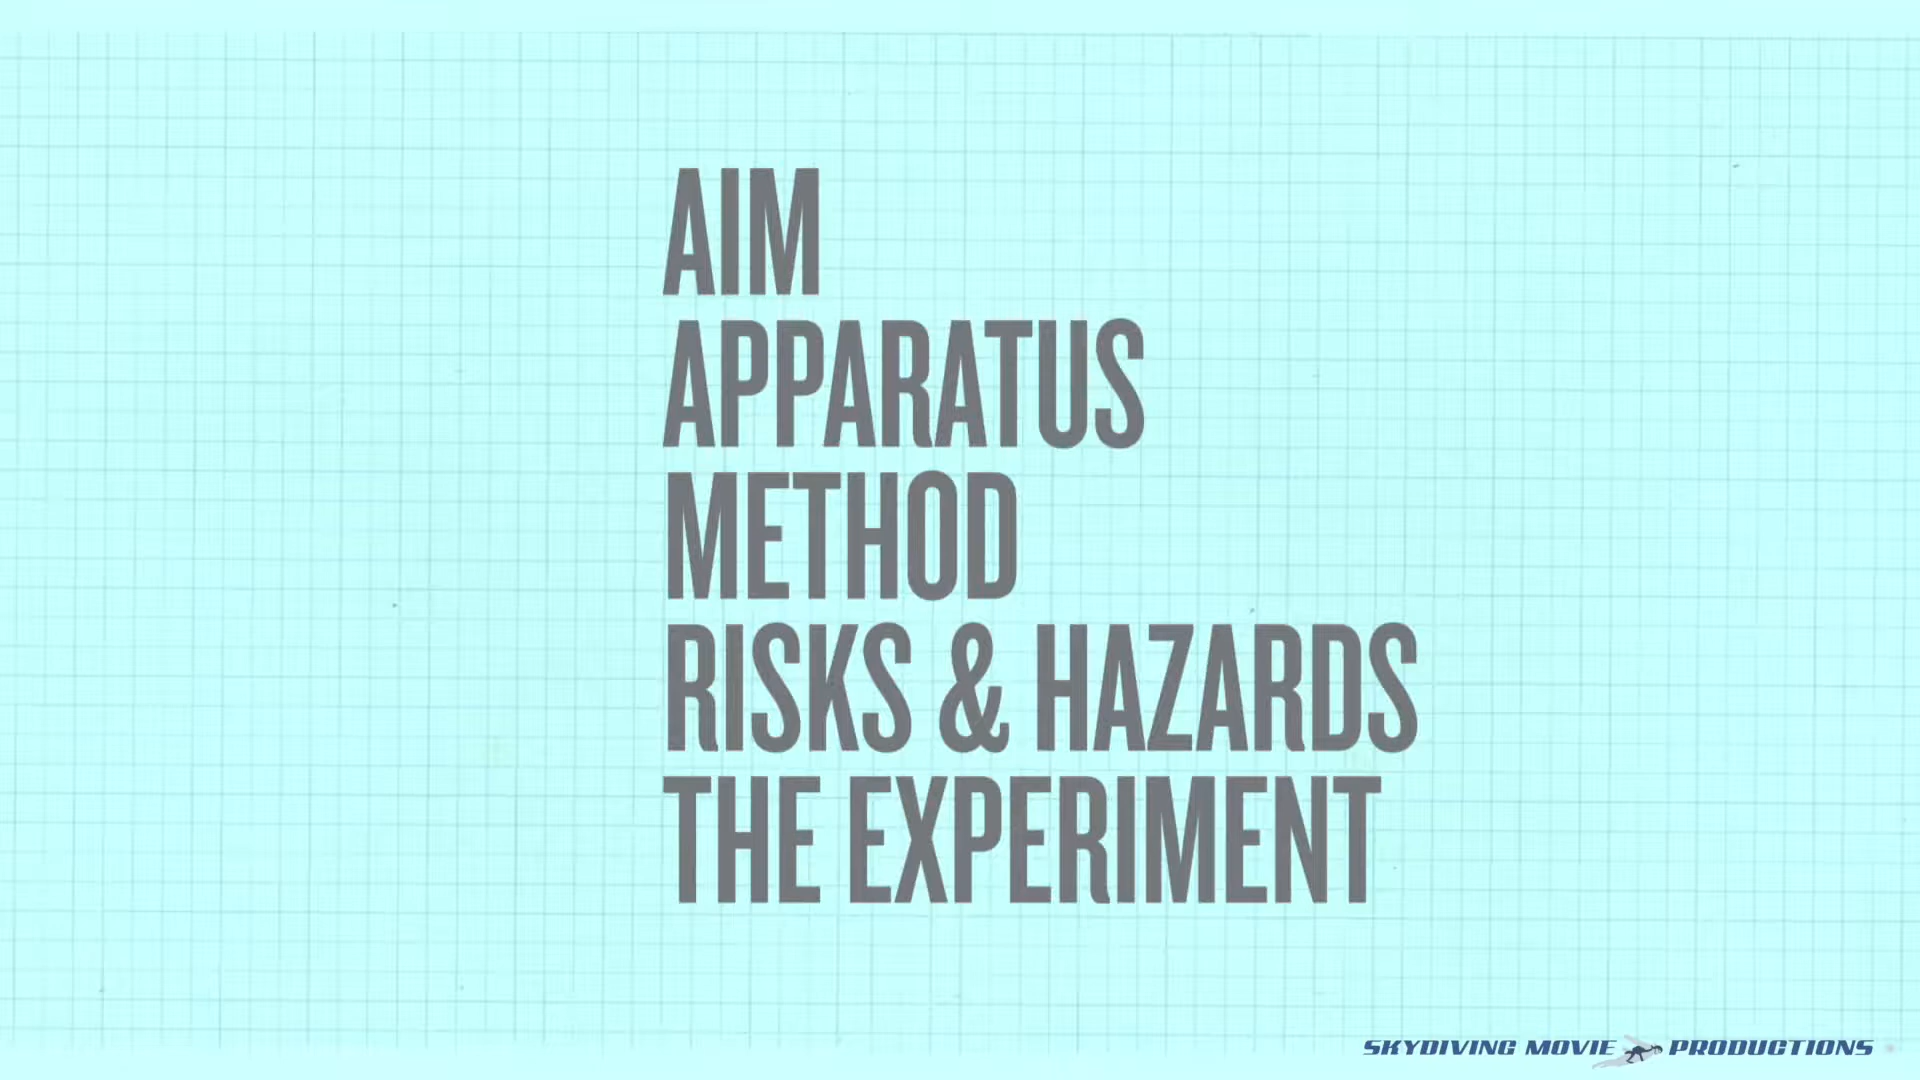 AIM
APPARATUS
METHOD
RISKS & HAZARDS
THE EXPERIMENT
SKYDIVING MOVIE PRODUCTIONS